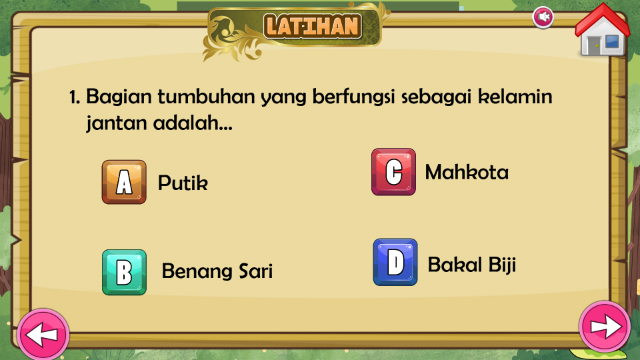 LATIHAN
1. Bagian tumbuhan yang berfungsi sebagai kelamin
jantan adalah...
A Putik
C Mahkota
B Benang Sari
D Bakal Biji